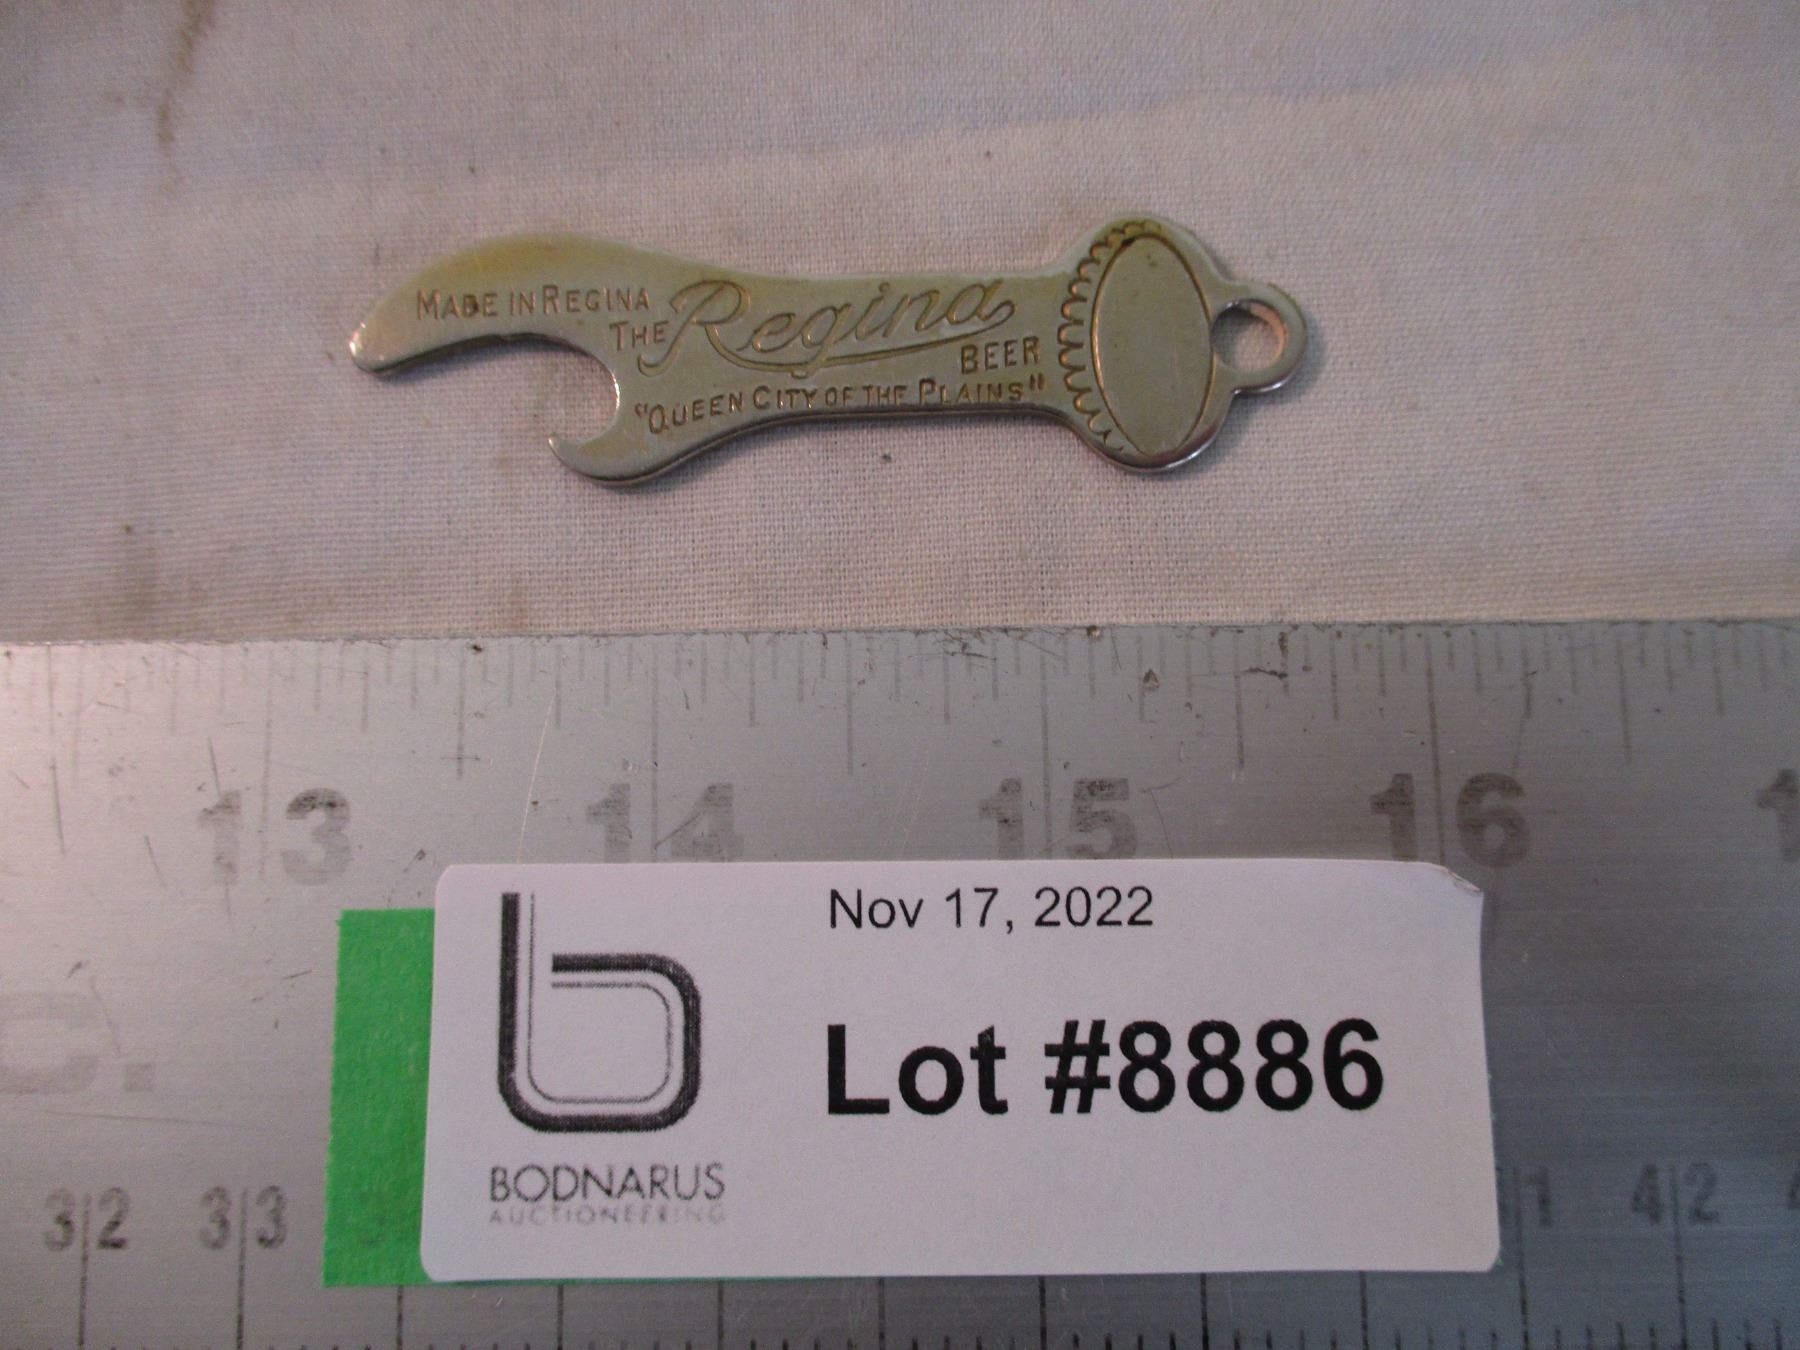 MADE IN REGINA
THE Regina
BEER
"QUEEN CITY OF THE PLAINS"
13 14 15 16
Nov 17, 2022
b
Lot #8886
BODNARUS
AUCTIONEERING
32 33 42